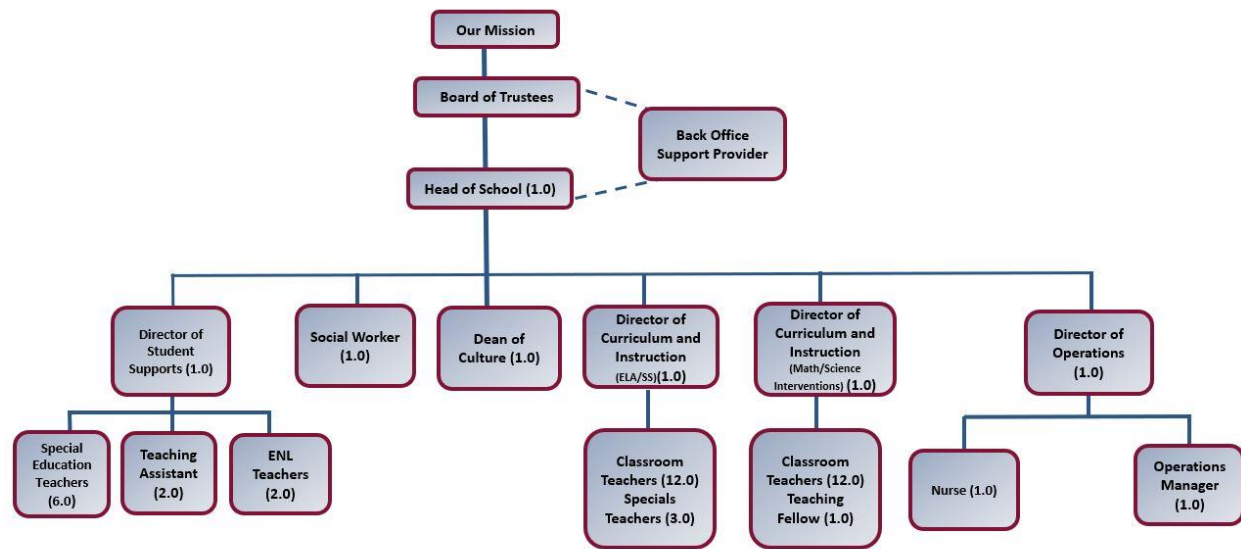 Our Mission
Board of Trustees
Back Office
Support Provider
Head of School (1.0)
Director of
Student
Supports (1.0)
Social Worker
(1.0)
Dean of
Culture (1.0)
Director of
Curriculum and
Instruction
(ELA/SS)(1.0)
Director of
Curriculum and
Instruction
(Math/Science
Interventions) (1.0)
Director of
Operations
(1.0)
Special
Education
Teachers
(6.0)
Teaching
Assistant
(2.0)
ENL
Teachers
(2.0)
Classroom
Teachers (12.0)
Specials
Teachers (3.0)
Classroom
Teachers (12.0)
Teaching
Fellow (1.0)
Nurse (1.0)
Operations
Manager
(1.0)